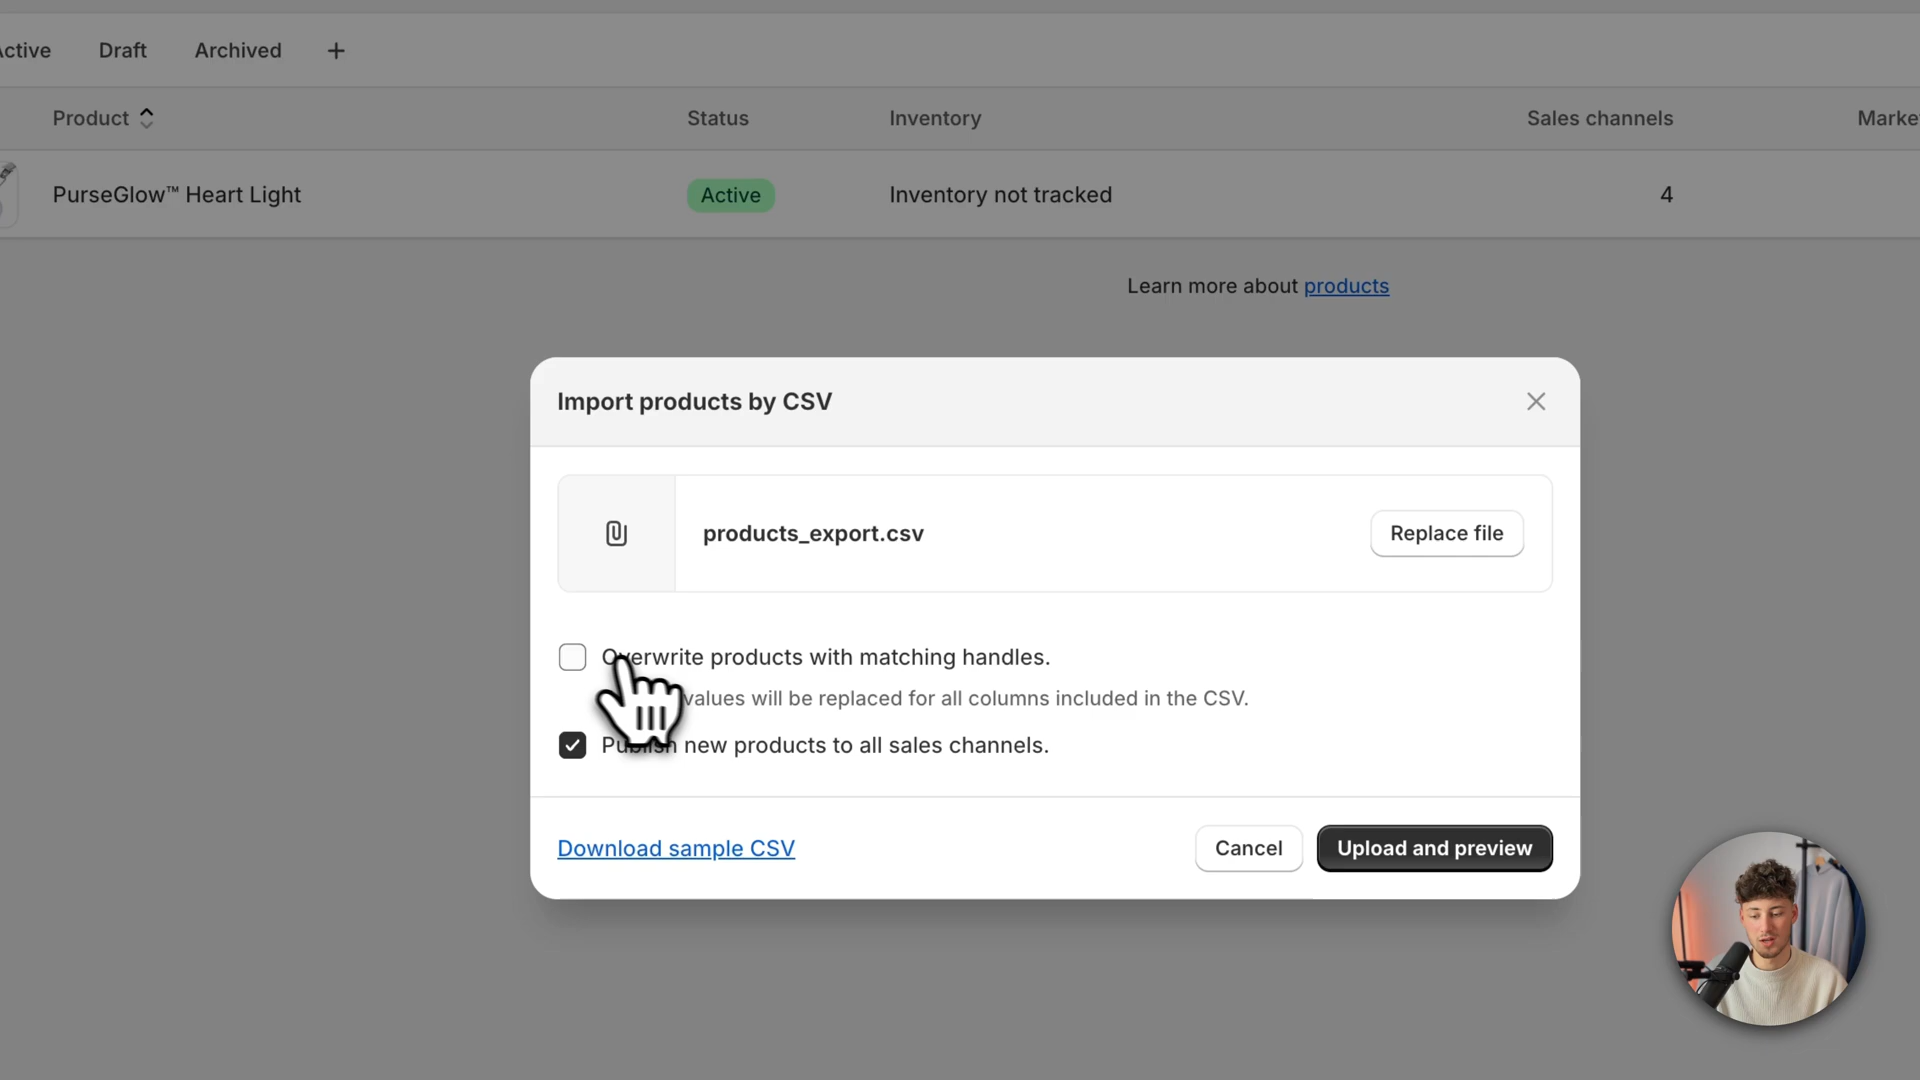 Active Draft Archived +
Product Status Inventory Sales channels Marke
PurseGlow™ Heart Light Active Inventory not tracked 4
Learn more about products
Import products by CSV
products_export.csv Replace file
Overwrite products with matching handles.
values will be replaced for all columns included in the CSV.
Publish new products to all sales channels.
Download sample CSV Cancel Upload and preview